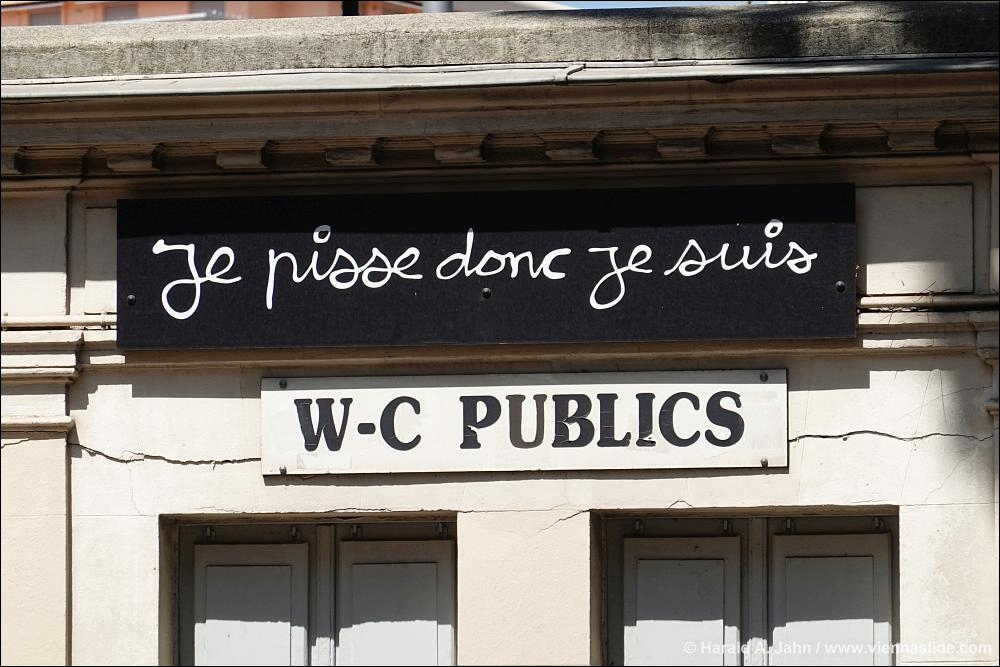 Je pisse donc je suis
W-C PUBLICS
© Harald A. Jahn / www.viennaslide.com